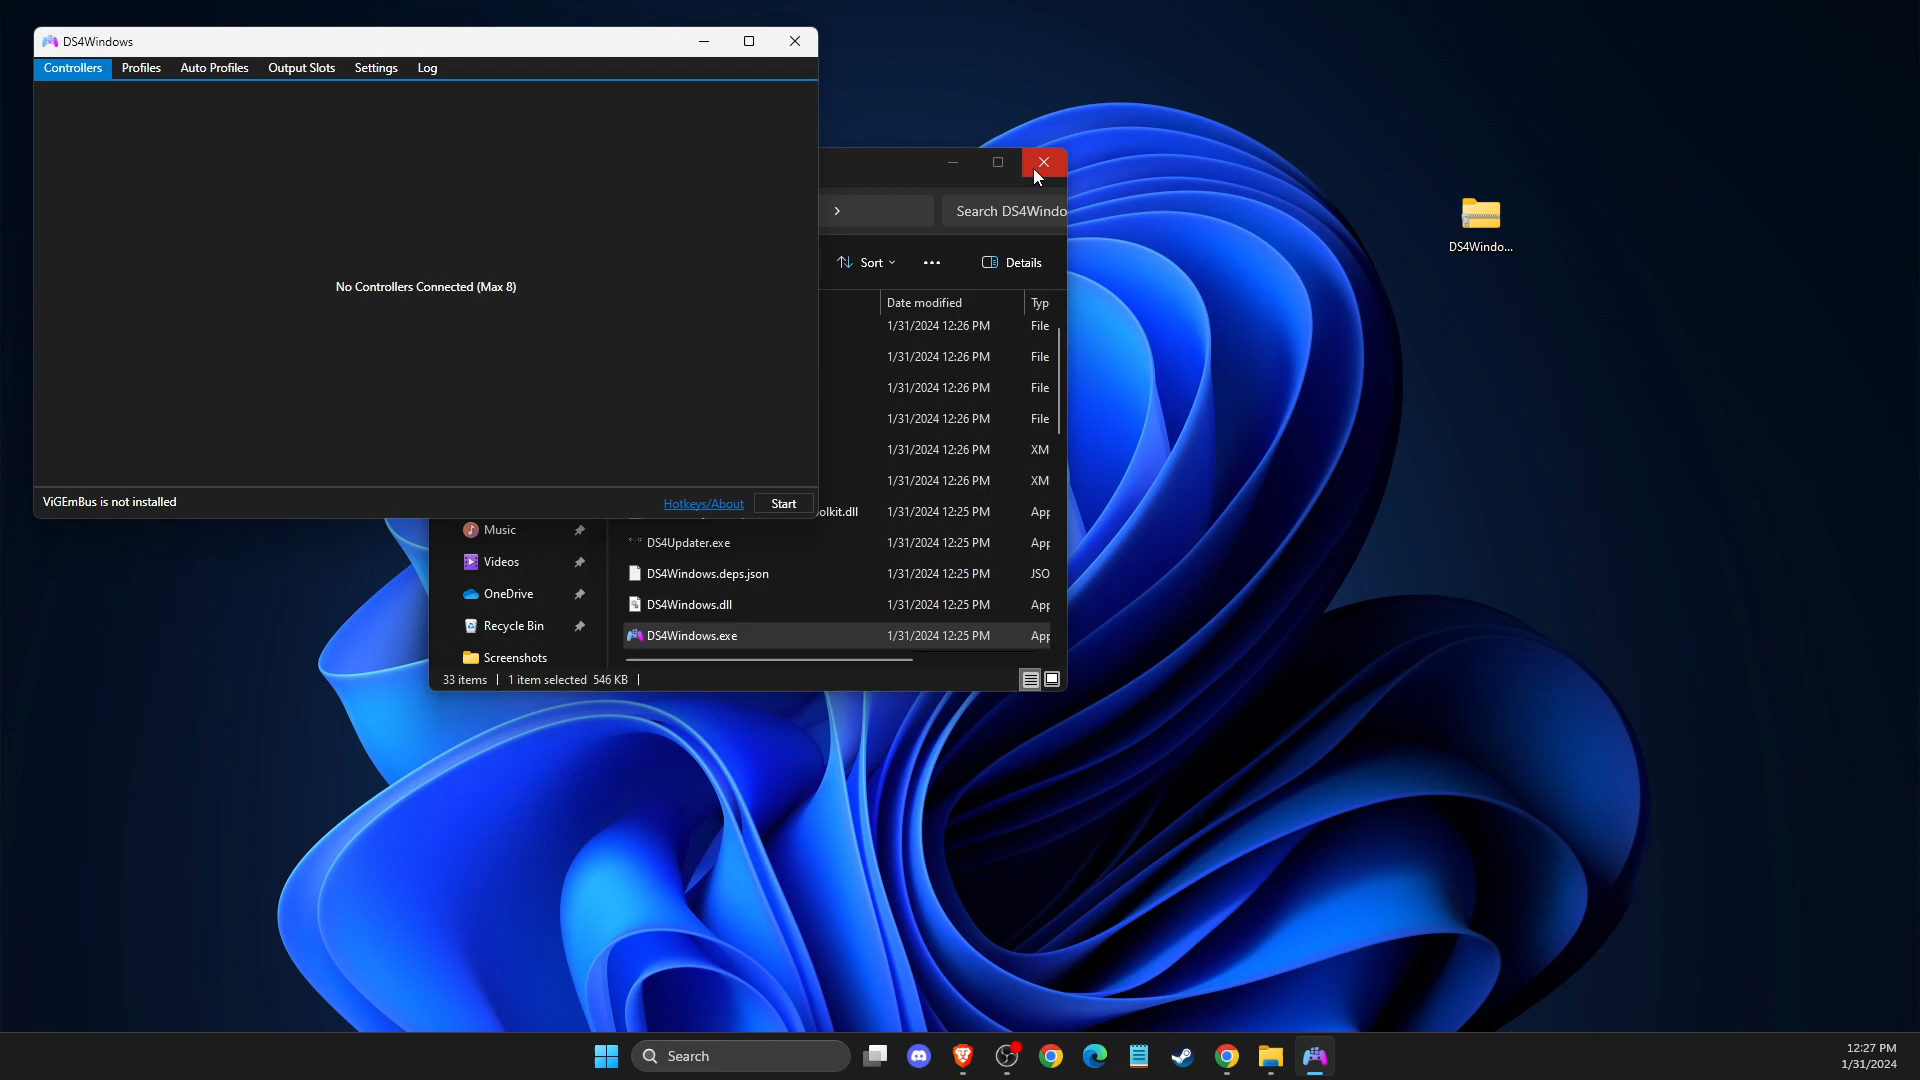 DS4Windows
Controllers Profiles Auto Profiles Output Slots Settings Log
No Controllers Connected (Max 8)
ViGEmBus is not installed
Hotkeys/About
Start
Search DS4Windo
Sort
Details
Date modified Typ
1/31/2024 12:26 PM File
1/31/2024 12:26 PM File
1/31/2024 12:26 PM File
1/31/2024 12:26 PM File
1/31/2024 12:26 PM XM
1/31/2024 12:26 PM XM
olkit.dll 1/31/2024 12:25 PM App
DS4Updater.exe 1/31/2024 12:25 PM App
DS4Windows.deps.json 1/31/2024 12:25 PM JSO
DS4Windows.dll 1/31/2024 12:25 PM App
DS4Windows.exe 1/31/2024 12:25 PM App
Music
Videos
OneDrive
Recycle Bin
Screenshots
33 items 1 item selected 546 KB
DS4Windo...
Search
12:27 PM
1/31/2024